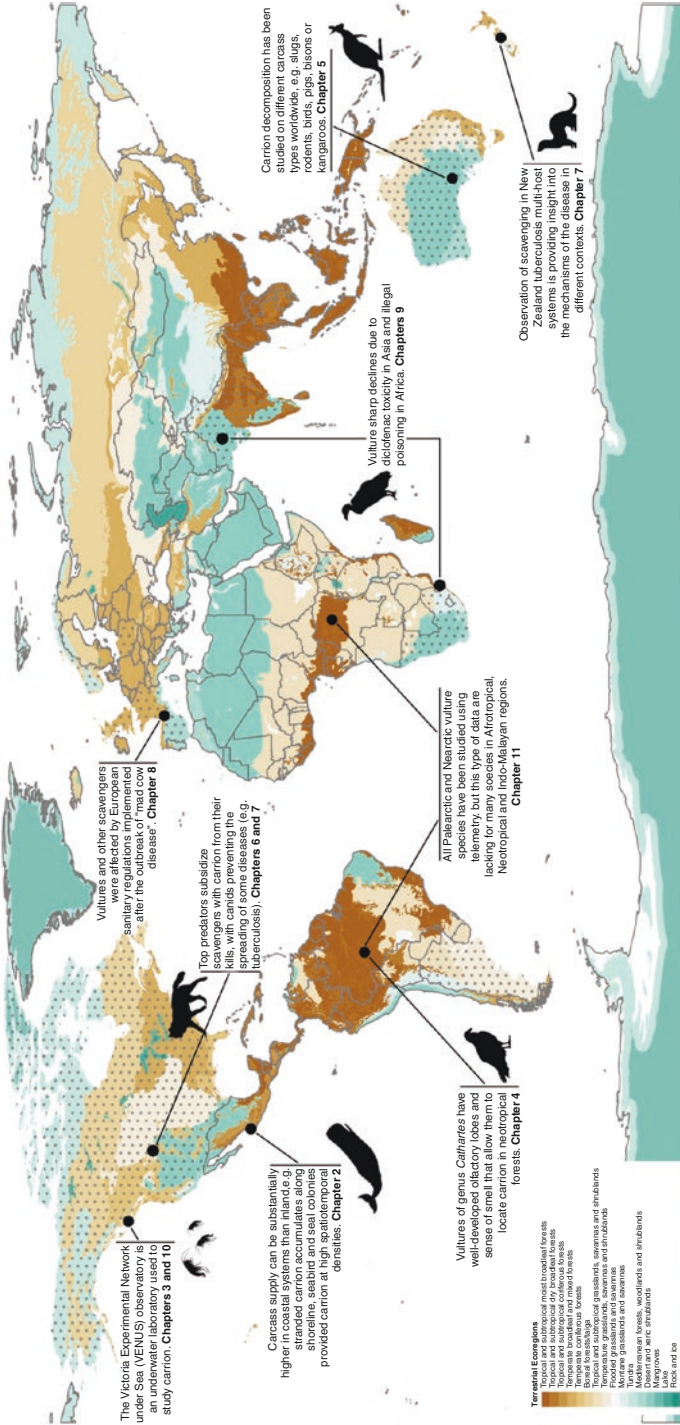 The Victoria Experimental Network
under Sea (VENUS) observatory is
an underwater laboratory used to
study carrion. Chapters 3 and 10
Carcass supply can be substantially
higher in coastal systems than inland,e.g.
stranded carrion accumulates along
shoreline, seabird and seal colonies
provided carrion at high spatiotemporal
densities. Chapter 2
Vultures of genus Cathartes have
well-developed olfactory lobes and
sense of smell that allow them to
locate carrion in neotropical
forests. Chapter 4
Top predators subsidize
scavengers with carrion from their
kills, with canids preventing the
spreading of some diseases (e.g.
tuberculosis). Chapters 6 and 7
Vultures and other scavengers
were affected by European
sanitary regulations implemented
after the outbreak of "mad cow
disease". Chapter 8
All Palearctic and Nearctic vulture
species have been studied using
telemetry, but this type of data are
lacking for many soecies in Afrotropical,
Neotropical and Indo-Malayan regions.
Chapter 11
Vulture sharp declines due to
diclofenac toxicity in Asia and illegal
poisoning in Africa. Chapters 9
Carrion decomposition has been
studied on different carcass
types worldwide, e.g. slugs,
rodents, birds, pigs, bisons or
kangaroos. Chapter 5
Observation of scavenging in New
Zealand tuberculosis multi-host
systems is providing insight into
the mechanisms of the disease in
different contexts. Chapter 7
Terrestrial Ecoregions
Tropical and subtropical moist broadleaf forests
Tropical and subtropical dry broadleaf forests
Tropical and subtropical coniferous forests
Temperate broadleaf and mixed forests
Temperate coniferous forests
Boreal forests/taiga
Tropical and subtropical grasslands, savannas and shrublands
Temperature grasslands, savannas and shrublands
Flooded grasslands and savannas
Montane grasslands and savannas
Tundra
Mediterranean forests, woodlands and shrublands
Desert and xeric shrublands
Mangroves
Lake
Rock and ice